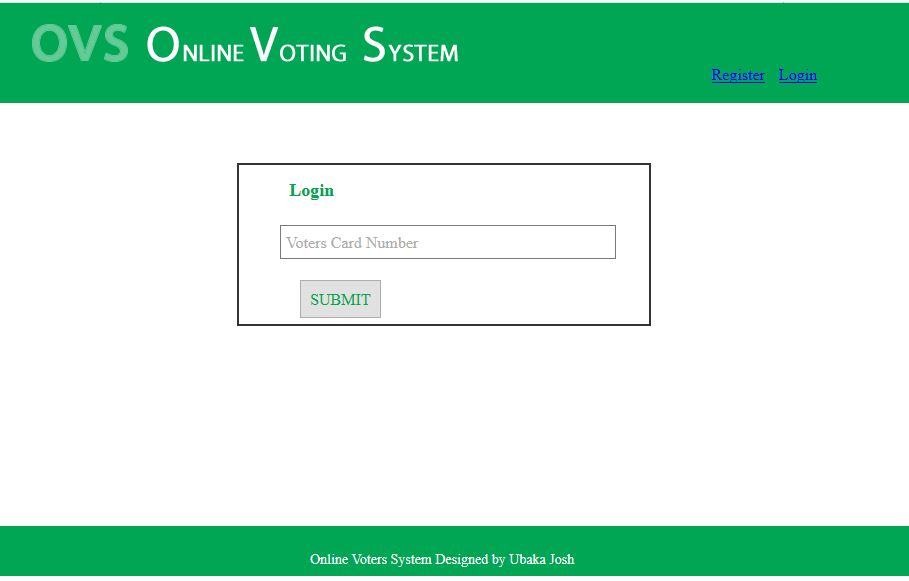 OVS Online Voting System
Register Login
Login
Voters Card Number
SUBMIT
Online Voters System Designed by Ubaka Josh